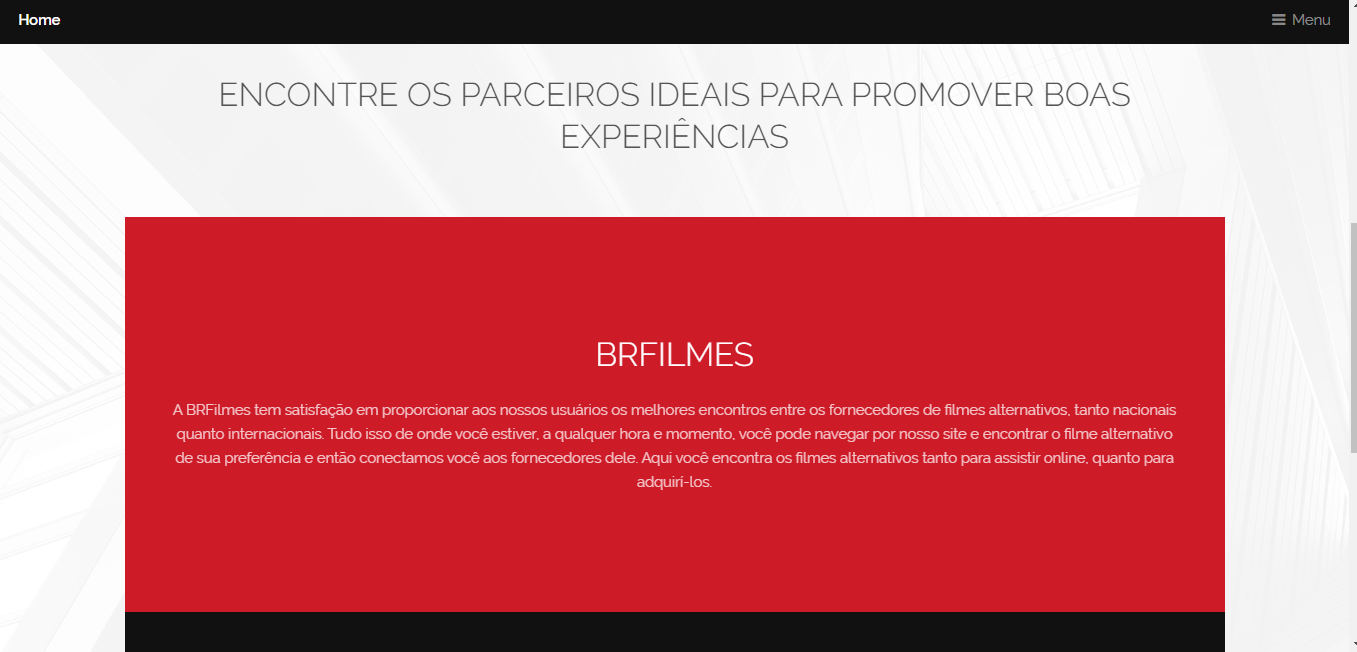 Home
Menu
ENCONTRE OS PARCEIROS IDEAIS PARA PROMOVER BOAS
EXPERIÊNCIAS
BRFILMES
A BRFilmes tem satisfação em proporcionar aos nossos usuários os melhores encontros entre os fornecedores de filmes alternativos, tanto nacionais
quanto internacionais. Tudo isso de onde você estiver, a qualquer hora e momento, você pode navegar por nosso site e encontrar o filme alternativo
de sua preferência e então conectamos você aos fornecedores dele. Aqui você encontra os filmes alternativos tanto para assistir online, quanto para
adquirí-los.